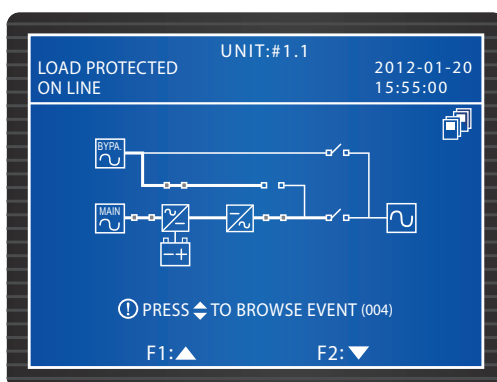 UNIT:#1.1
LOAD PROTECTED
ON LINE
2012-01-20
15:55:00
BYPA.
MAIN
PRESS TO BROWSE EVENT (004)
F1: F2: